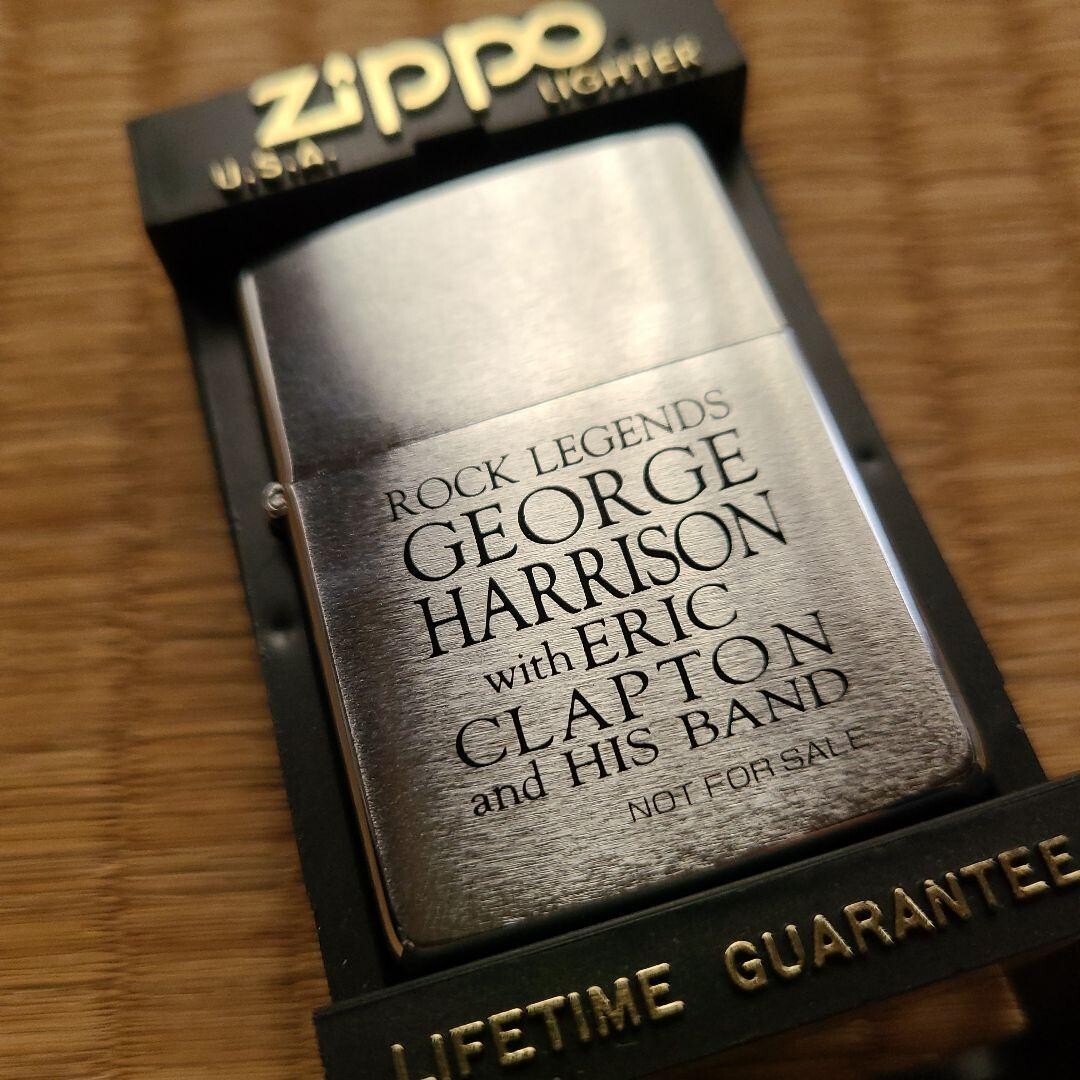 zippo
LIGHTER
U.S.A.
ROCK LEGENDS
GEORGE
HARRISON
with ERIC
CLAPTON
and HIS BAND
NOT FOR SALE
LIFETIME GUARANTEE